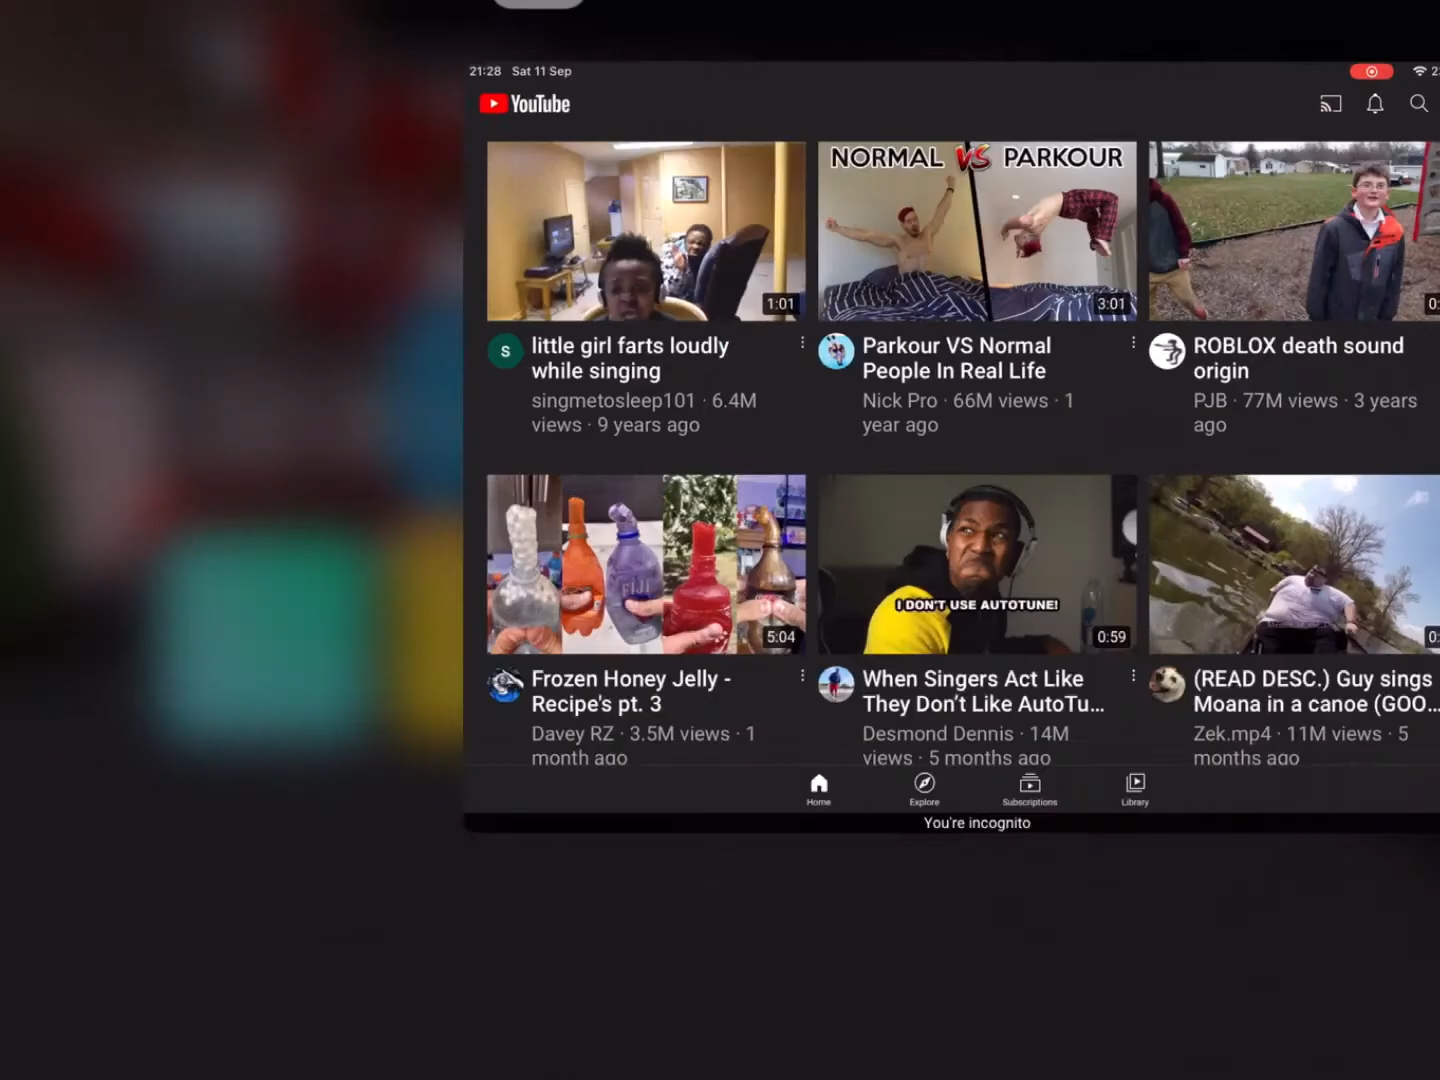 21:28 Sat 11 Sep
YouTube
NORMAL VS PARKOUR
1:01
3:01
0:
S
little girl farts loudly
while singing
singmetosleep101 · 6.4M
views · 9 years ago
Parkour VS Normal
People In Real Life
Nick Pro · 66M views · 1
year ago
ROBLOX death sound
origin
PJB · 77M views · 3 years
ago
FIJI
I DON'T USE AUTOTUNE!
5:04
0:59
0:
Frozen Honey Jelly -
Recipe's pt. 3
Davey RZ · 3.5M views · 1
month ago
When Singers Act Like
They Don't Like AutoTu...
Desmond Dennis · 14M
views · 5 months ago
(READ DESC.) Guy sings
Moana in a canoe (GOO...
Zek.mp4 · 11M views · 5
months ago
Home
Explore
Subscriptions
Library
You're incognito